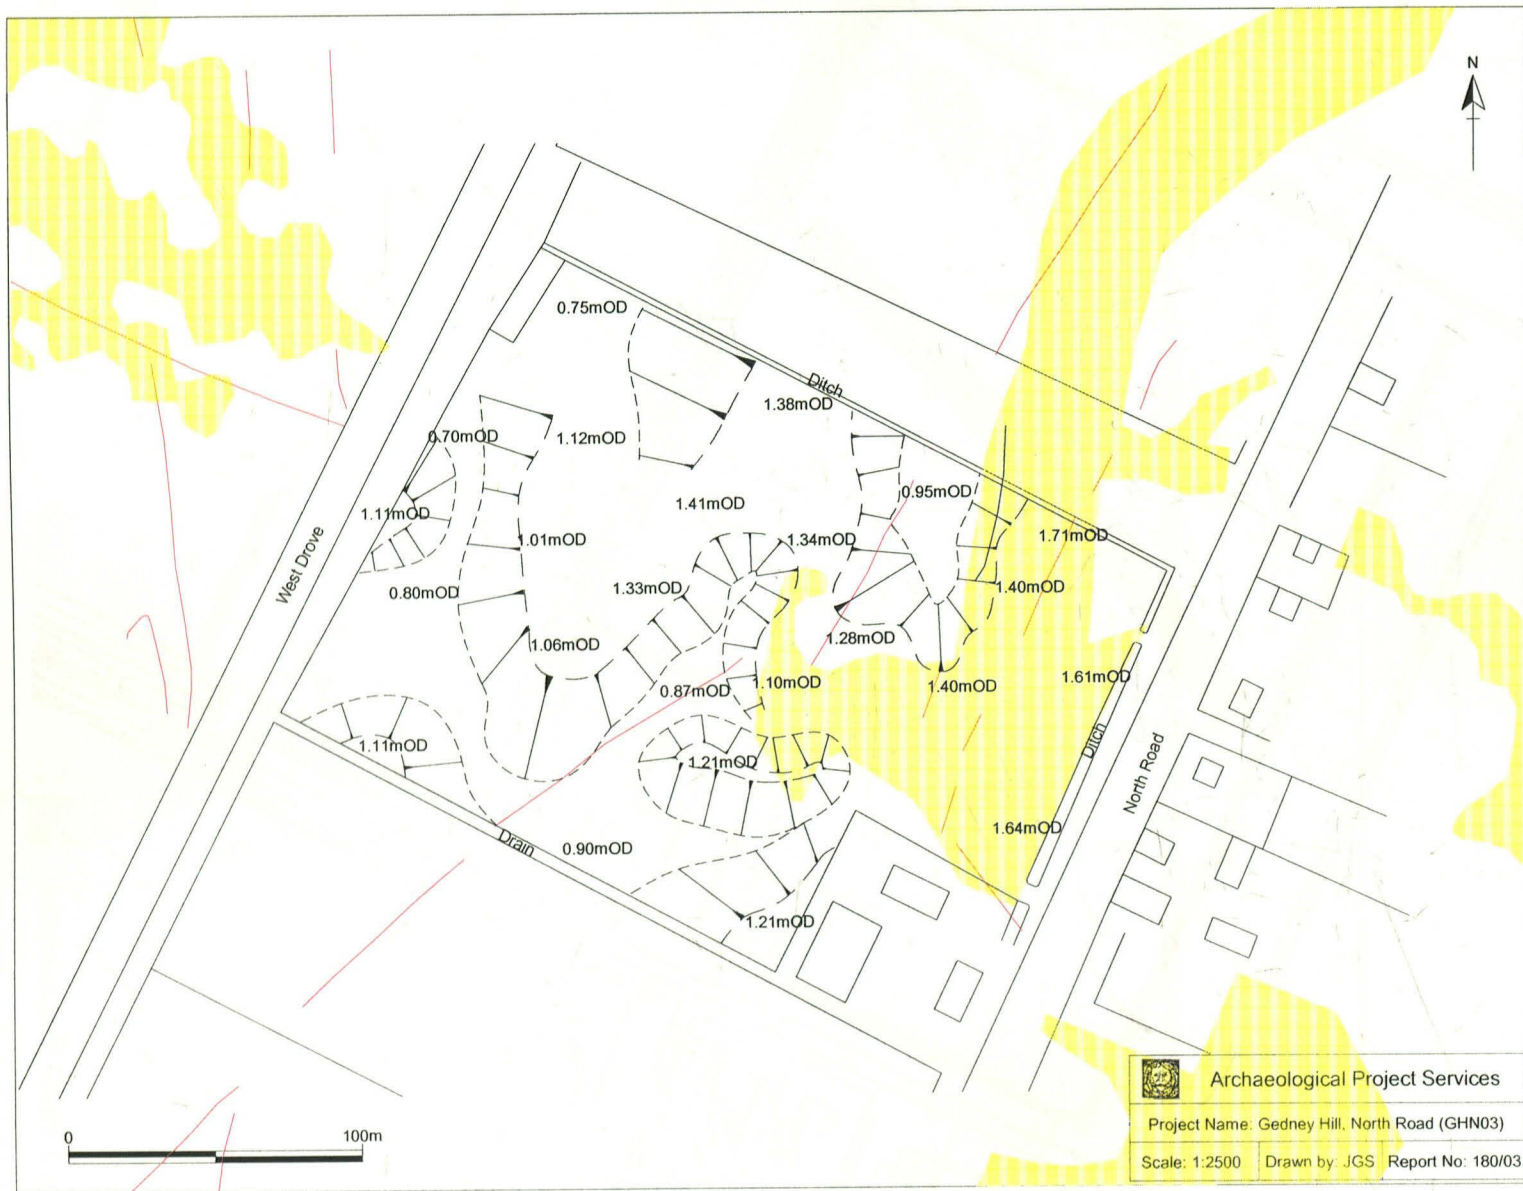 N
0.75mOD
Ditch
1.38mOD
0.70mOD
1.12mOD
0.95mOD
1.41mOD
1.11mOD
1.01mOD
1.34mOD
1.71mOD
West Drove
0.80mOD
1.33mOD
1.40mOD
1.06mOD
1.28mOD
0.87mOD
1.10mOD
1.40mOD
1.61mOD
1.11mOD
1.21mOD
Ditch
North Road
Drain
0.90mOD
1.64mOD
1.21mOD
0 100m
Archaeological Project Services
Project Name: Gedney Hill, North Road (GHN03)
Scale: 1:2500 Drawn by: JGS Report No: 180/03